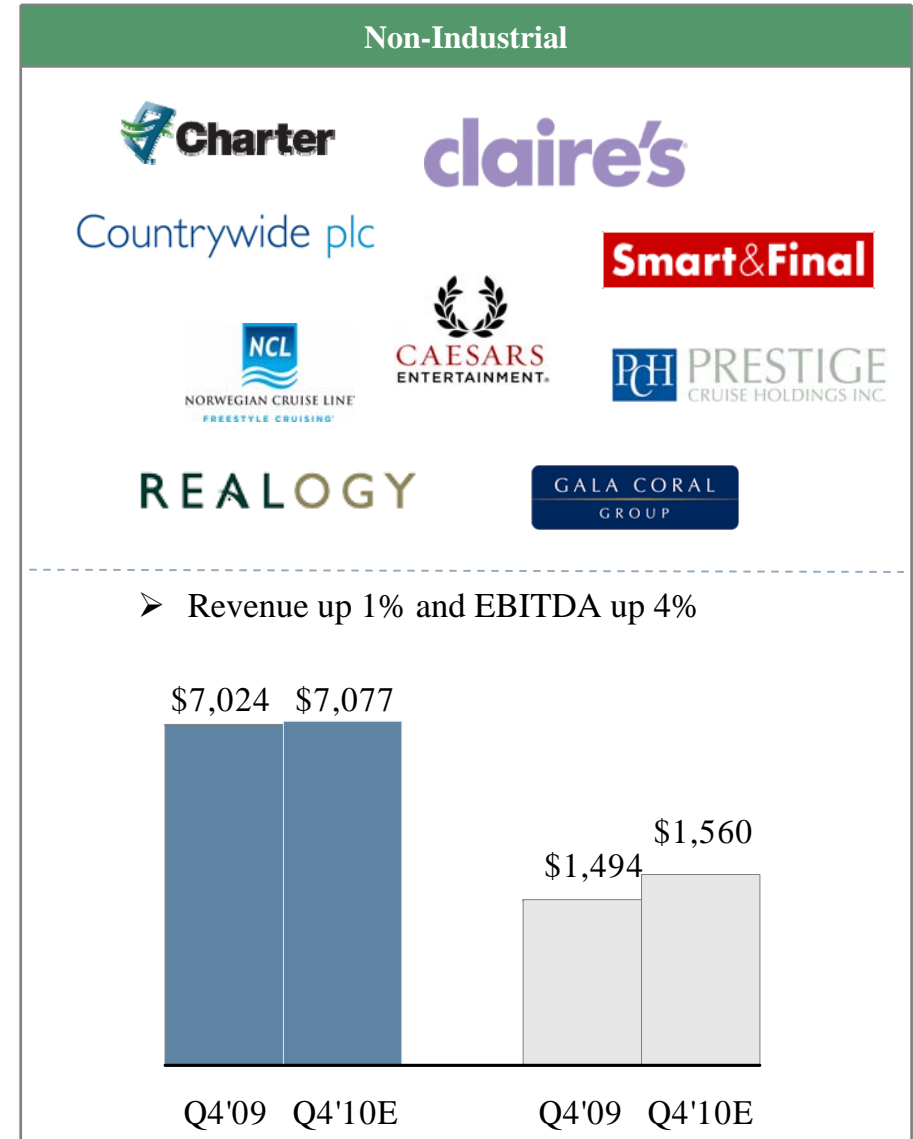 Non-Industrial
Charter
claire's
Countrywide plc
Smart&Final
NCL
NORWEGIAN CRUISE LINE
FREESTYLE CRUISING
CAESARS
ENTERTAINMENT
PCH PRESTIGE
CRUISE HOLDINGS INC.
REALOGY
GALA CORAL
GROUP
➢ Revenue up 1% and EBITDA up 4%
$7,024 $7,077
$1,560
$1,494
Q4'09 Q4'10E Q4'09 Q4'10E